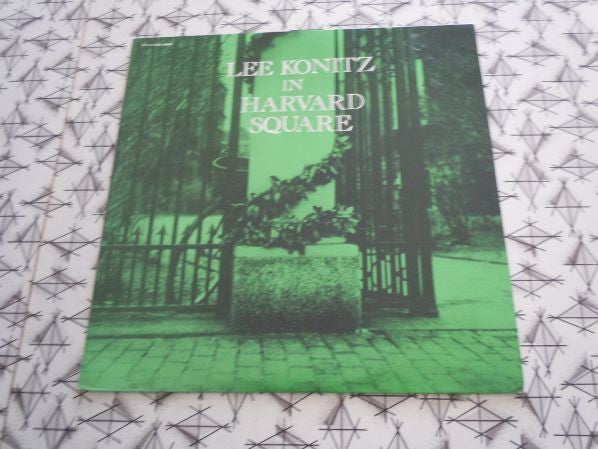 LEE KONITZ
IN
HARVARD
SQUARE